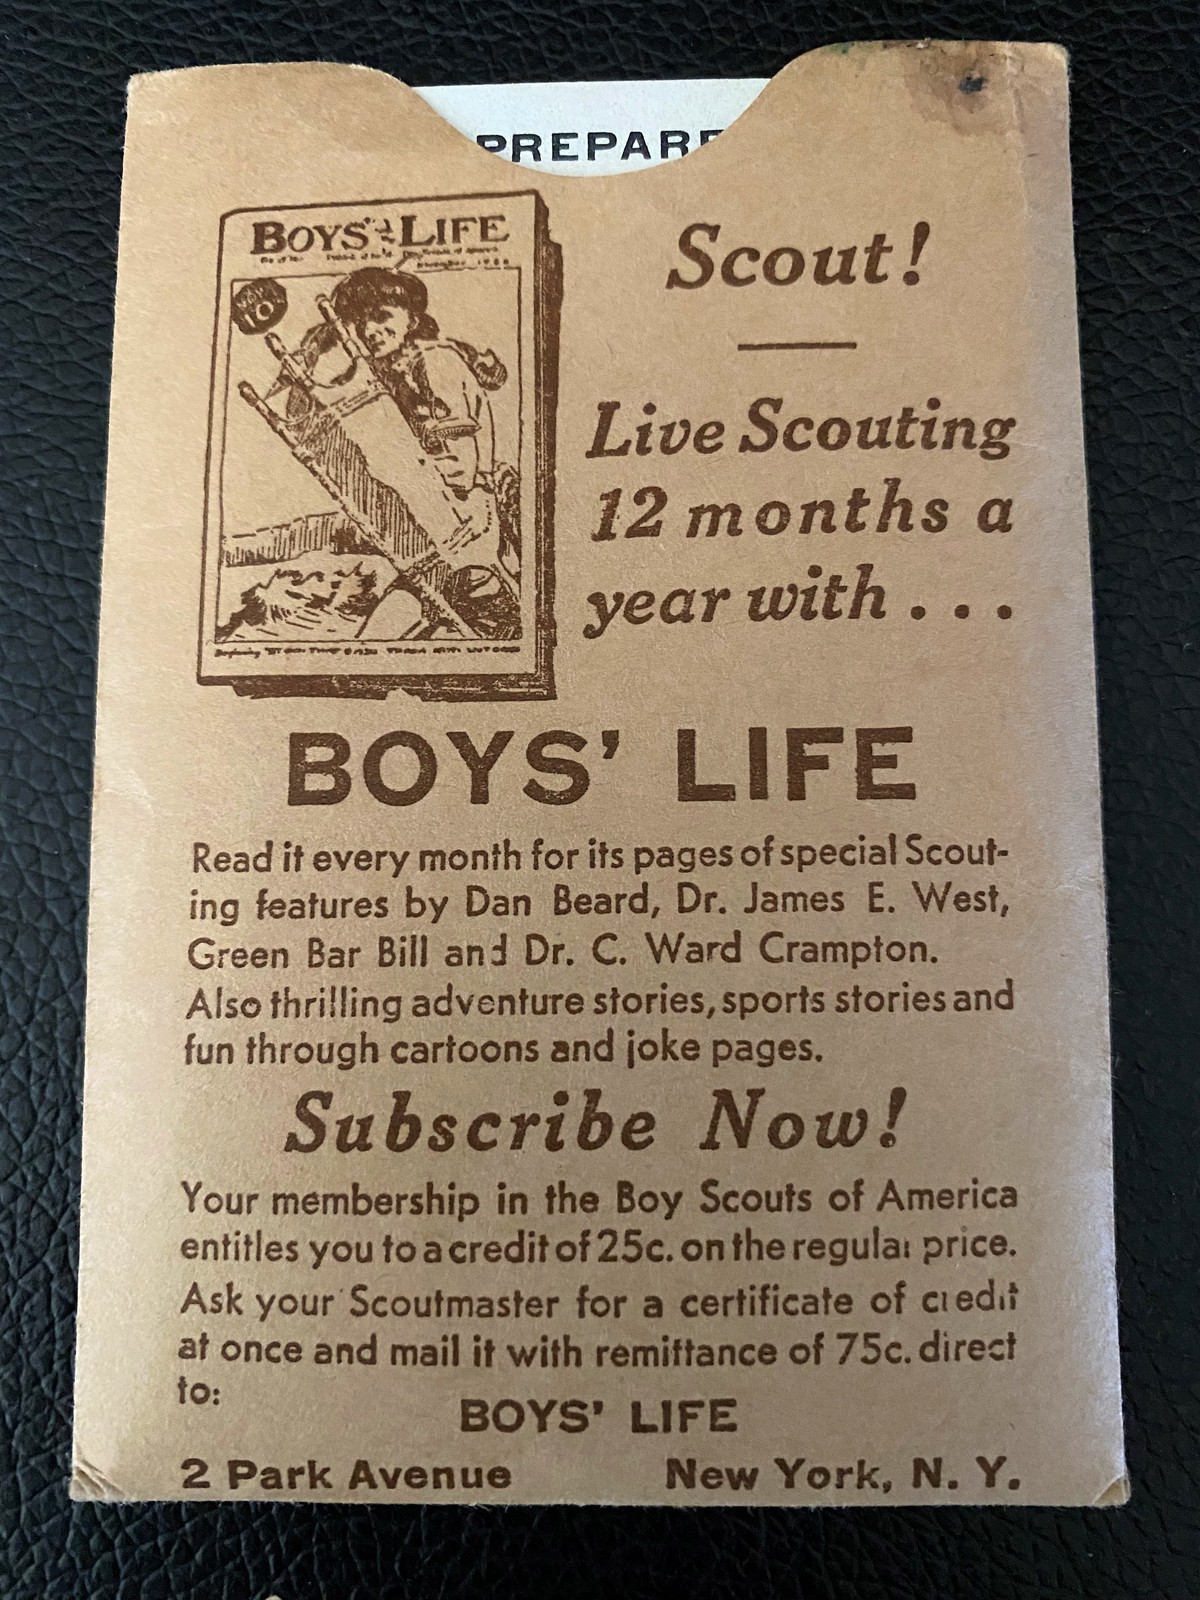 PREPARE
BOYS' LIFE
NOW
10¢
Scout!
Live Scouting
12 months a
year with . . .
BOYS' LIFE
Read it every month for its pages of special Scout-
ing features by Dan Beard, Dr. James E. West,
Green Bar Bill and Dr. C. Ward Crampton.
Also thrilling adventure stories, sports stories and
fun through cartoons and joke pages.
Subscribe Now!
Your membership in the Boy Scouts of America
entitles you to a credit of 25c. on the regular price.
Ask your Scoutmaster for a certificate of credit
at once and mail it with remittance of 75c. direct
to:
BOYS' LIFE
2 Park Avenue New York, N. Y.